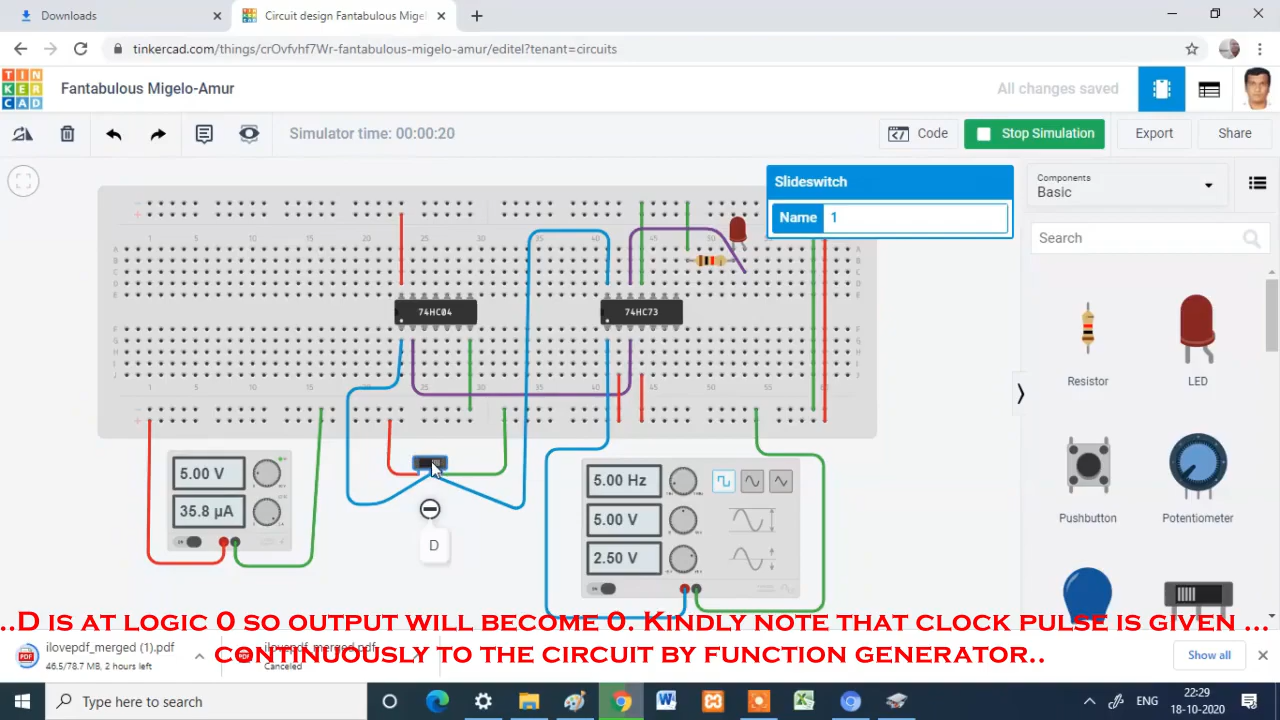 Downloads
Circuit design Fantabulous Migel
tinkercad.com/things/crOvfvhf7Wr-fantabulous-migelo-amur/editel?tenant=circuits
TIN
KER
CAD
Fantabulous Migelo-Amur
All changes saved
Simulator time: 00:00:20
Code
Stop Simulation
Export
Share
Slideswitch
Name 1
Components
Basic
Search
Resistor
LED
Pushbutton
Potentiometer
74HC04
74HC73
5.00 V
35.8 µA
D
5.00 Hz
5.00 V
2.50 V
..D IS AT LOGIC 0 SO OUTPUT WILL BECOME 0. KINDLY NOTE THAT CLOCK PULSE IS GIVEN ...
CONTINUOUSLY TO THE CIRCUIT BY FUNCTION GENERATOR..
ilovepdf_merged (1).pdf
46.5/78.7 MB, 2 hours left
ilovepdf_merged.pdf
Canceled
Show all
Type here to search
ENG
22:29
18-10-2020